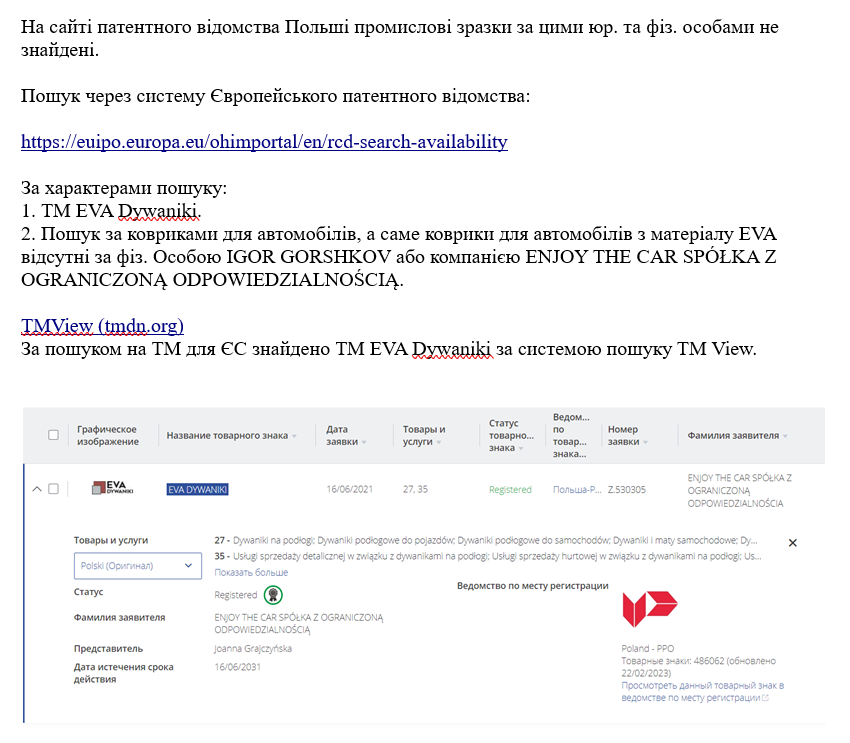 На сайті патентного відомства Польші промислові зразки за цими юр. та фіз. особами не
знайдені.
Пошук через систему Європейського патентного відомства:
https://euipo.europa.eu/ohimportal/en/rcd-search-availability
За характерами пошуку:
1. ТМ EVA Dywaniki.
2. Пошук за ковриками для автомобілів, а саме коврики для автомобілів з матеріалу EVA
відсутні за фіз. Особою IGOR GORSHKOV або компанією ENJOY THE CAR SPÓŁKA Z
OGRANICZONĄ ODPOWIEDZIALNOŚCIĄ.
TMView (tmdn.org)
За пошуком на ТМ для ЄС знайдено ТМ EVA Dywaniki за системою пошуку TM View.
Графическое изображение
Название товарного знака
Дата заявки
Товары и услуги
Статус товарно... знака
Ведом... по товар... знака...
Номер заявки
Фамилия заявителя
EVA DYWANIKI
EVA DYWANIKI
16/06/2021
27, 35
Registered
Польша-P...
Z.530305
ENJOY THE CAR SPÓŁKA Z
OGRANICZONĄ
ODPOWIEDZIALNOŚCIA
Товары и услуги
27 - Dywaniki na podłogi; Dywaniki podłogowe do pojazdów; Dywaniki podłogowe do samochodów; Dywaniki i maty samochodowe; Dy...
Polski (Оригинал)
35 - Usługi sprzedaży detalicznej w związku z dywanikami na podłogi; Usługi sprzedaży hurtowej w związku z dywanikami na podłogi; Us...
Показать больше
Статус
Registered
Фамилия заявителя
ENJOY THE CAR SPÓŁKA Z OGRANICZONĄ
ODPOWIEDZIALNOŚCIĄ
Представитель
Joanna Grajczyńska
Дата истечения срока
действия
16/06/2031
Ведомство по месту регистрации
Poland - PPO
Товарные знаки: 486062 (обновлено
22/02/2023)
Просмотреть данный товарный знак в
ведомстве по месту регистрации